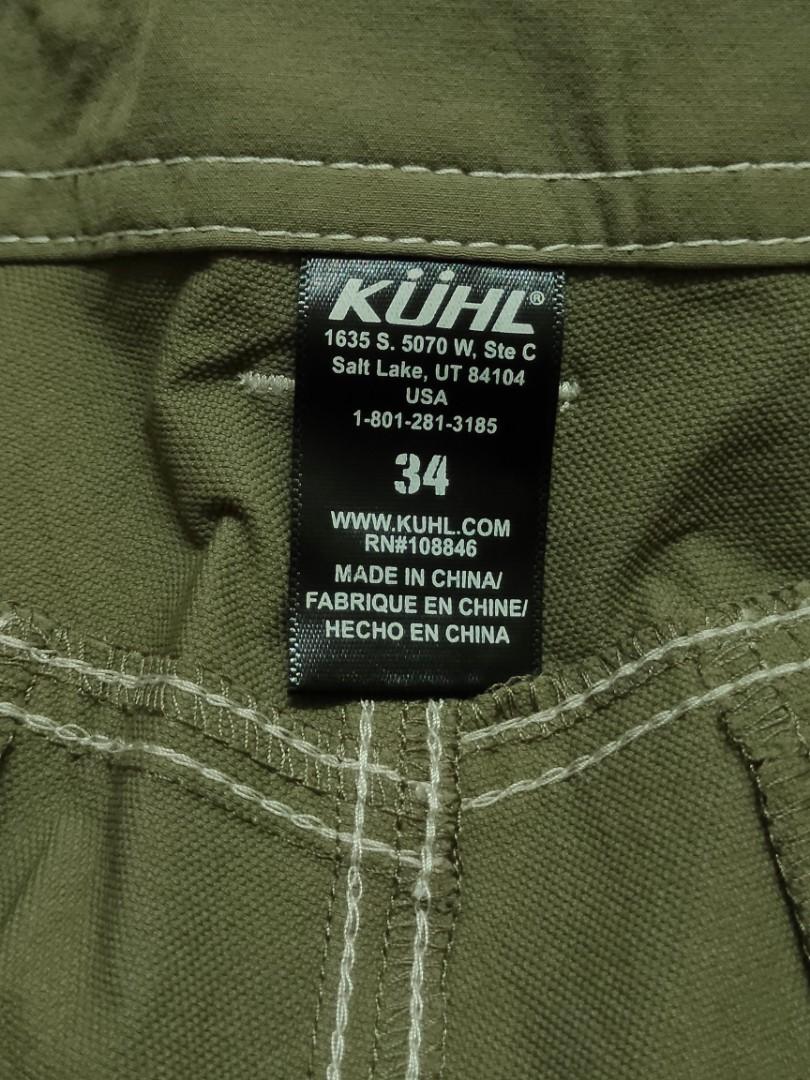 KÜHL®
1635 S. 5070 W, Ste C
Salt Lake, UT 84104
USA
1-801-281-3185
34
WWW.KUHL.COM
RN#108846
MADE IN CHINA/
FABRIQUE EN CHINE/
HECHO EN CHINA